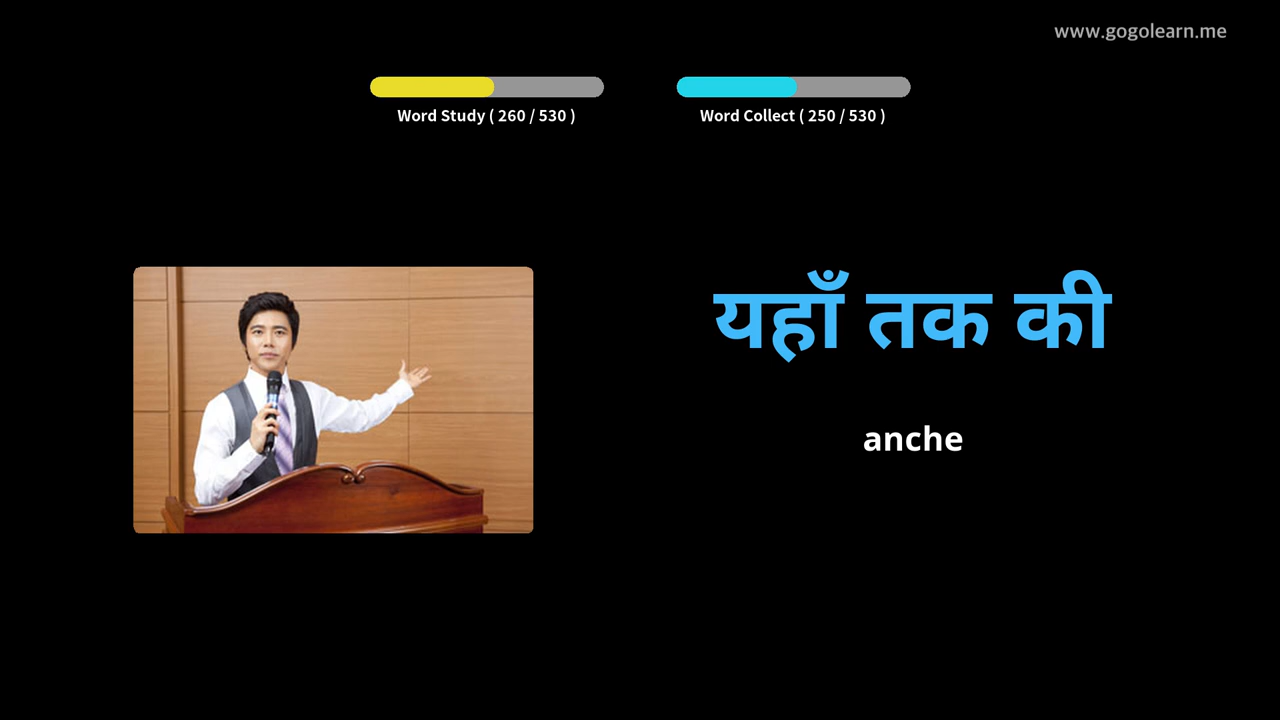 www.gogolearn.me
Word Study ( 260 / 530 )
Word Collect ( 250 / 530 )
यहाँ तक की
anche